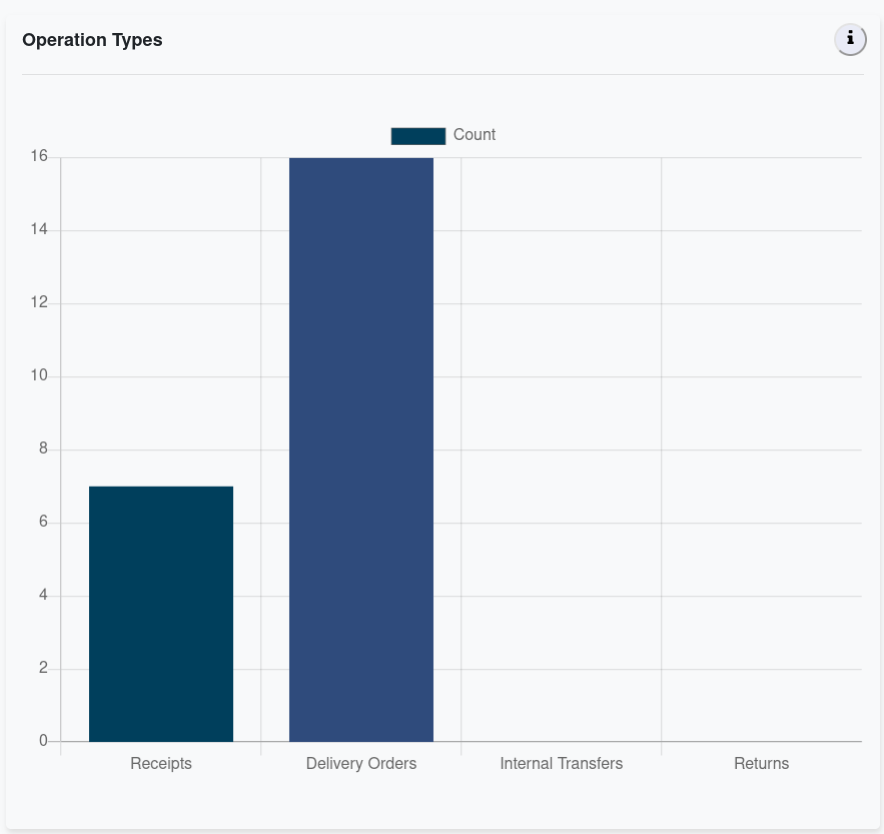 Operation Types
i
Count
16
14
12
10
8
6
4
2
0
Receipts Delivery Orders Internal Transfers Returns